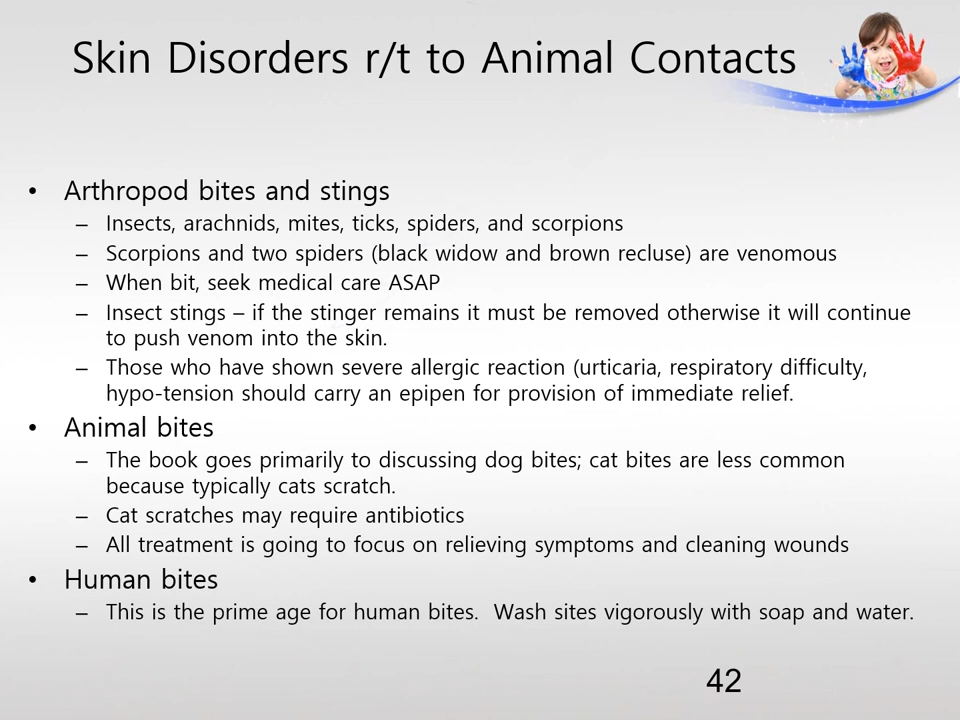 Skin Disorders r/t to Animal Contacts
• Arthropod bites and stings
– Insects, arachnids, mites, ticks, spiders, and scorpions
– Scorpions and two spiders (black widow and brown recluse) are venomous
– When bit, seek medical care ASAP
– Insect stings – if the stinger remains it must be removed otherwise it will continue
to push venom into the skin.
– Those who have shown severe allergic reaction (urticaria, respiratory difficulty,
hypo-tension should carry an epipen for provision of immediate relief.
• Animal bites
– The book goes primarily to discussing dog bites; cat bites are less common
because typically cats scratch.
– Cat scratches may require antibiotics
– All treatment is going to focus on relieving symptoms and cleaning wounds
• Human bites
– This is the prime age for human bites.  Wash sites vigorously with soap and water.
42